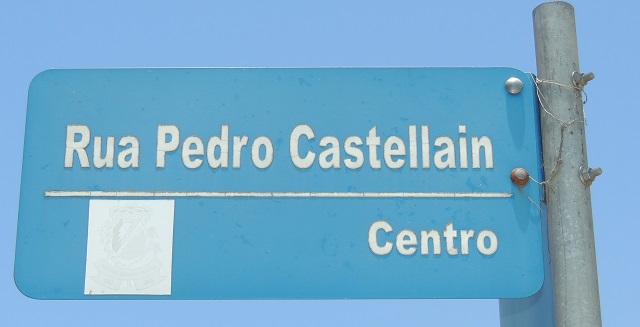 Rua Pedro Castellain
Centro